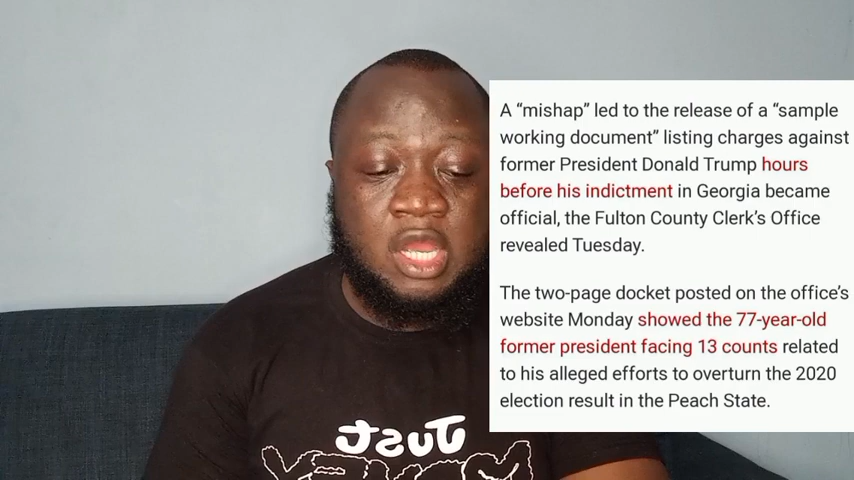 A “mishap” led to the release of a “sample
working document” listing charges against
former President Donald Trump hours
before his indictment in Georgia became
official, the Fulton County Clerk’s Office
revealed Tuesday.
The two-page docket posted on the office’s
website Monday showed the 77-year-old
former president facing 13 counts related
to his alleged efforts to overturn the 2020
election result in the Peach State.
JUST